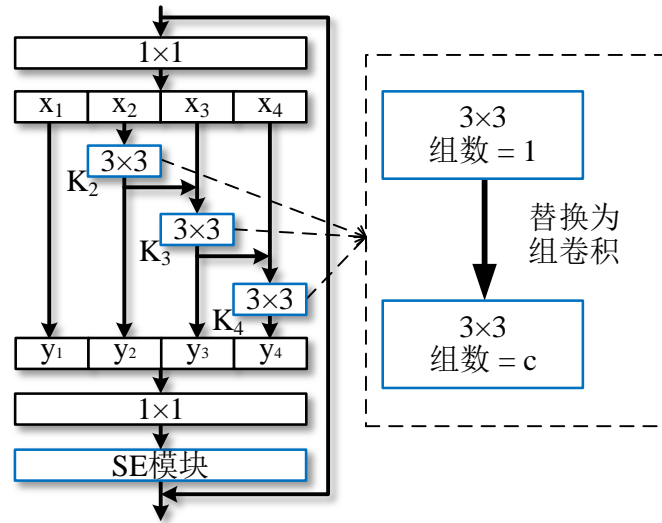 1×1
x₁ x₂ x₃ x₄
3×3
K₂
3×3
K₃
3×3
K₄
y₁ y₂ y₃ y₄
1×1
SE模块
3×3
组数 = 1
替换为
组卷积
3×3
组数 = c